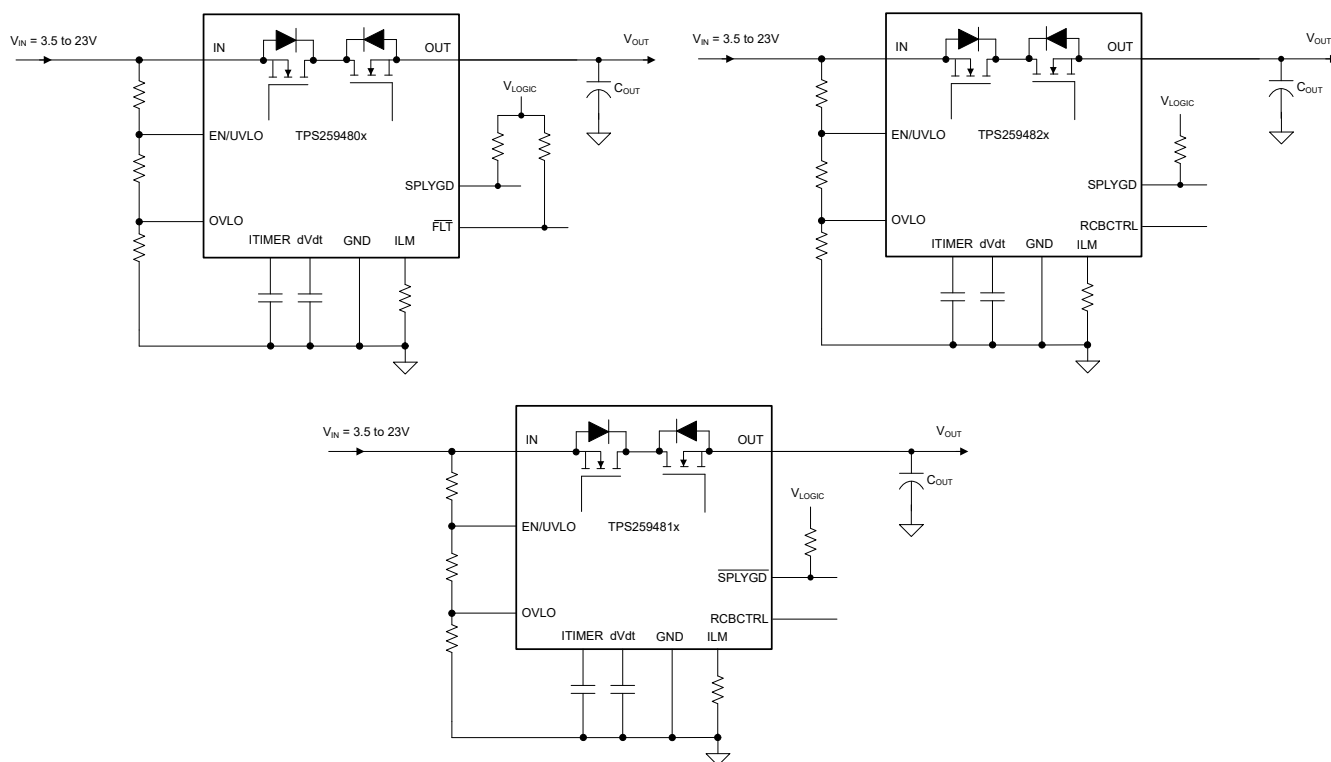 V_IN = 3.5 to 23V
IN
OUT
V_OUT
C_OUT
V_LOGIC
EN/UVLO
TPS259480x
SPLYGD
OVLO
FLT
ITIMER dVdt GND ILM
V_IN = 3.5 to 23V
IN
OUT
V_OUT
C_OUT
V_LOGIC
EN/UVLO
TPS259482x
SPLYGD
OVLO
RCBCTRL
ITIMER dVdt GND ILM
V_IN = 3.5 to 23V
IN
OUT
V_OUT
C_OUT
V_LOGIC
EN/UVLO
TPS259481x
SPLYGD
OVLO
RCBCTRL
ITIMER dVdt GND ILM